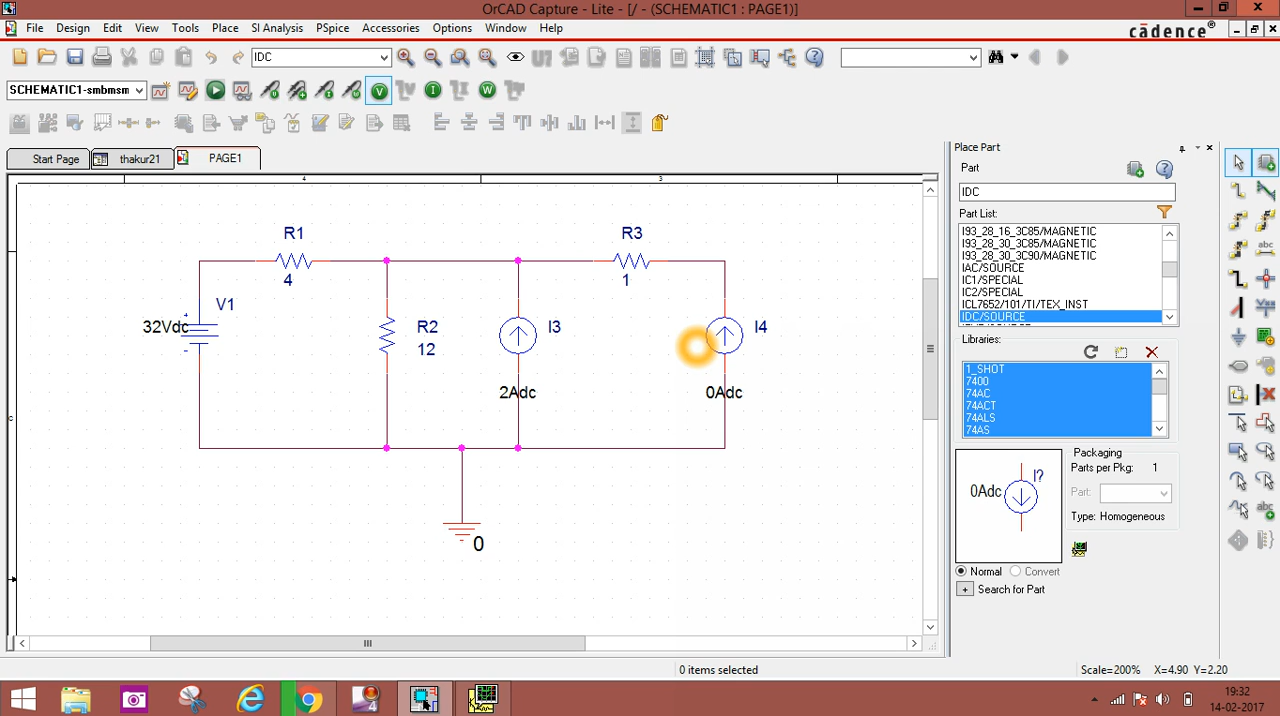 OrCAD Capture - Lite - [/ - (SCHEMATIC1 : PAGE1)]
File Design Edit View Tools Place SI Analysis PSpice Accessories Options Window Help
cādence®
IDC
SCHEMATIC1-smbmsm
Start Page thakur21 PAGE1
4 3
R1
4
R3
1
V1
32Vdc
R2
12
I3
2Adc
I4
0Adc
0
Place Part
Part
IDC
Part List:
I93_28_16_3C85/MAGNETIC
I93_28_30_3C85/MAGNETIC
I93_28_30_3C90/MAGNETIC
IAC/SOURCE
IC1/SPECIAL
IC2/SPECIAL
ICL7652/101/TI/TEX_INST
IDC/SOURCE
Libraries:
1_SHOT
7400
74AC
74ACT
74ALS
74AS
0Adc I?
Packaging
Parts per Pkg: 1
Part:
Type: Homogeneous
Normal Convert
+ Search for Part
0 items selected Scale=200% X=4.90 Y=2.20
19:32
14-02-2017